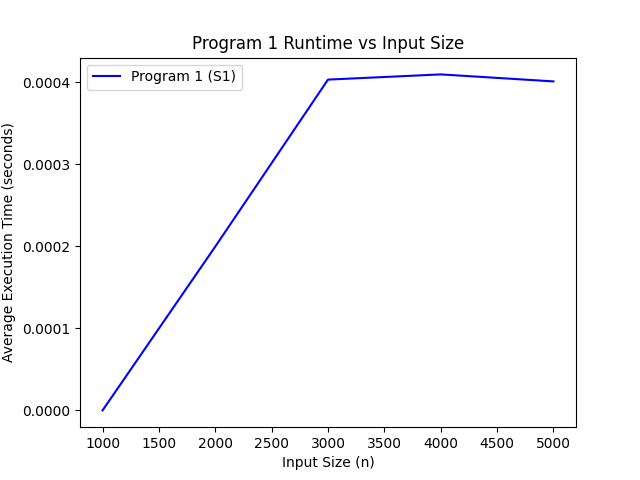 Program 1 Runtime vs Input Size
Program 1 (S1)
Average Execution Time (seconds)
0.0004
0.0003
0.0002
0.0001
0.0000
1000 1500 2000 2500 3000 3500 4000 4500 5000
Input Size (n)